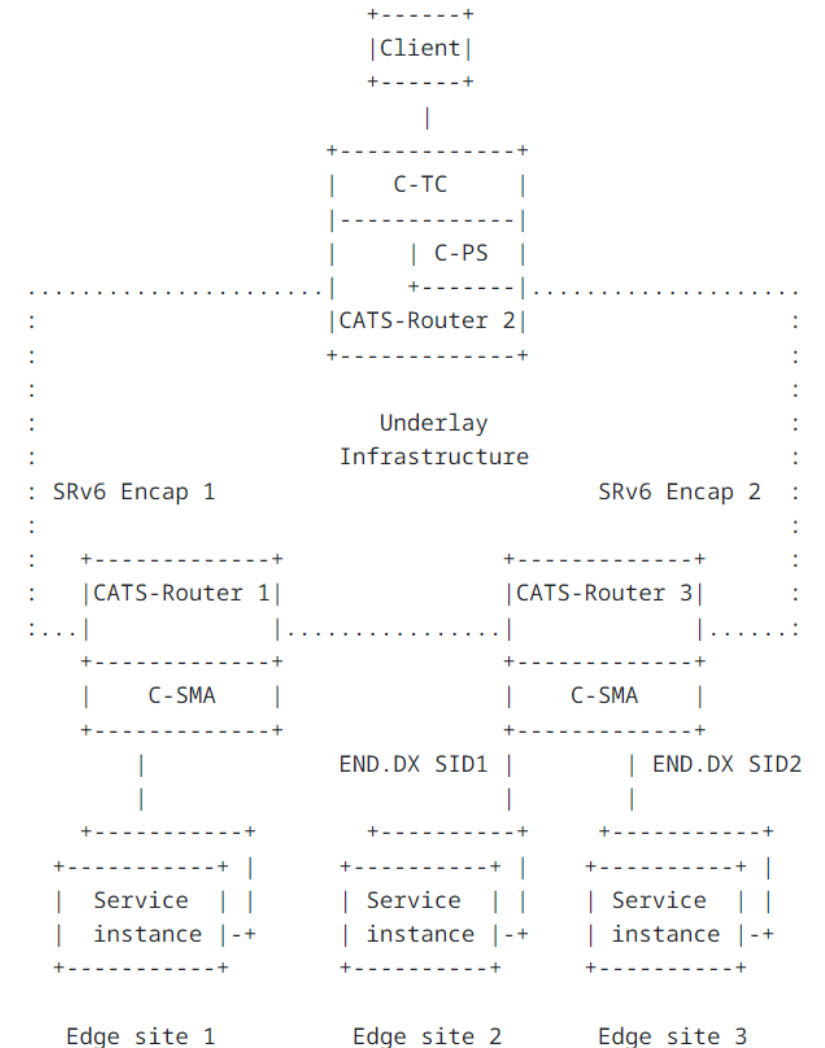 Client
C-TC
C-PS
CATS-Router 2
Underlay
Infrastructure
SRv6 Encap 1 SRv6 Encap 2
CATS-Router 1 CATS-Router 3
C-SMA C-SMA
END.DX SID1 END.DX SID2
Service Service Service
instance instance instance
Edge site 1 Edge site 2 Edge site 3